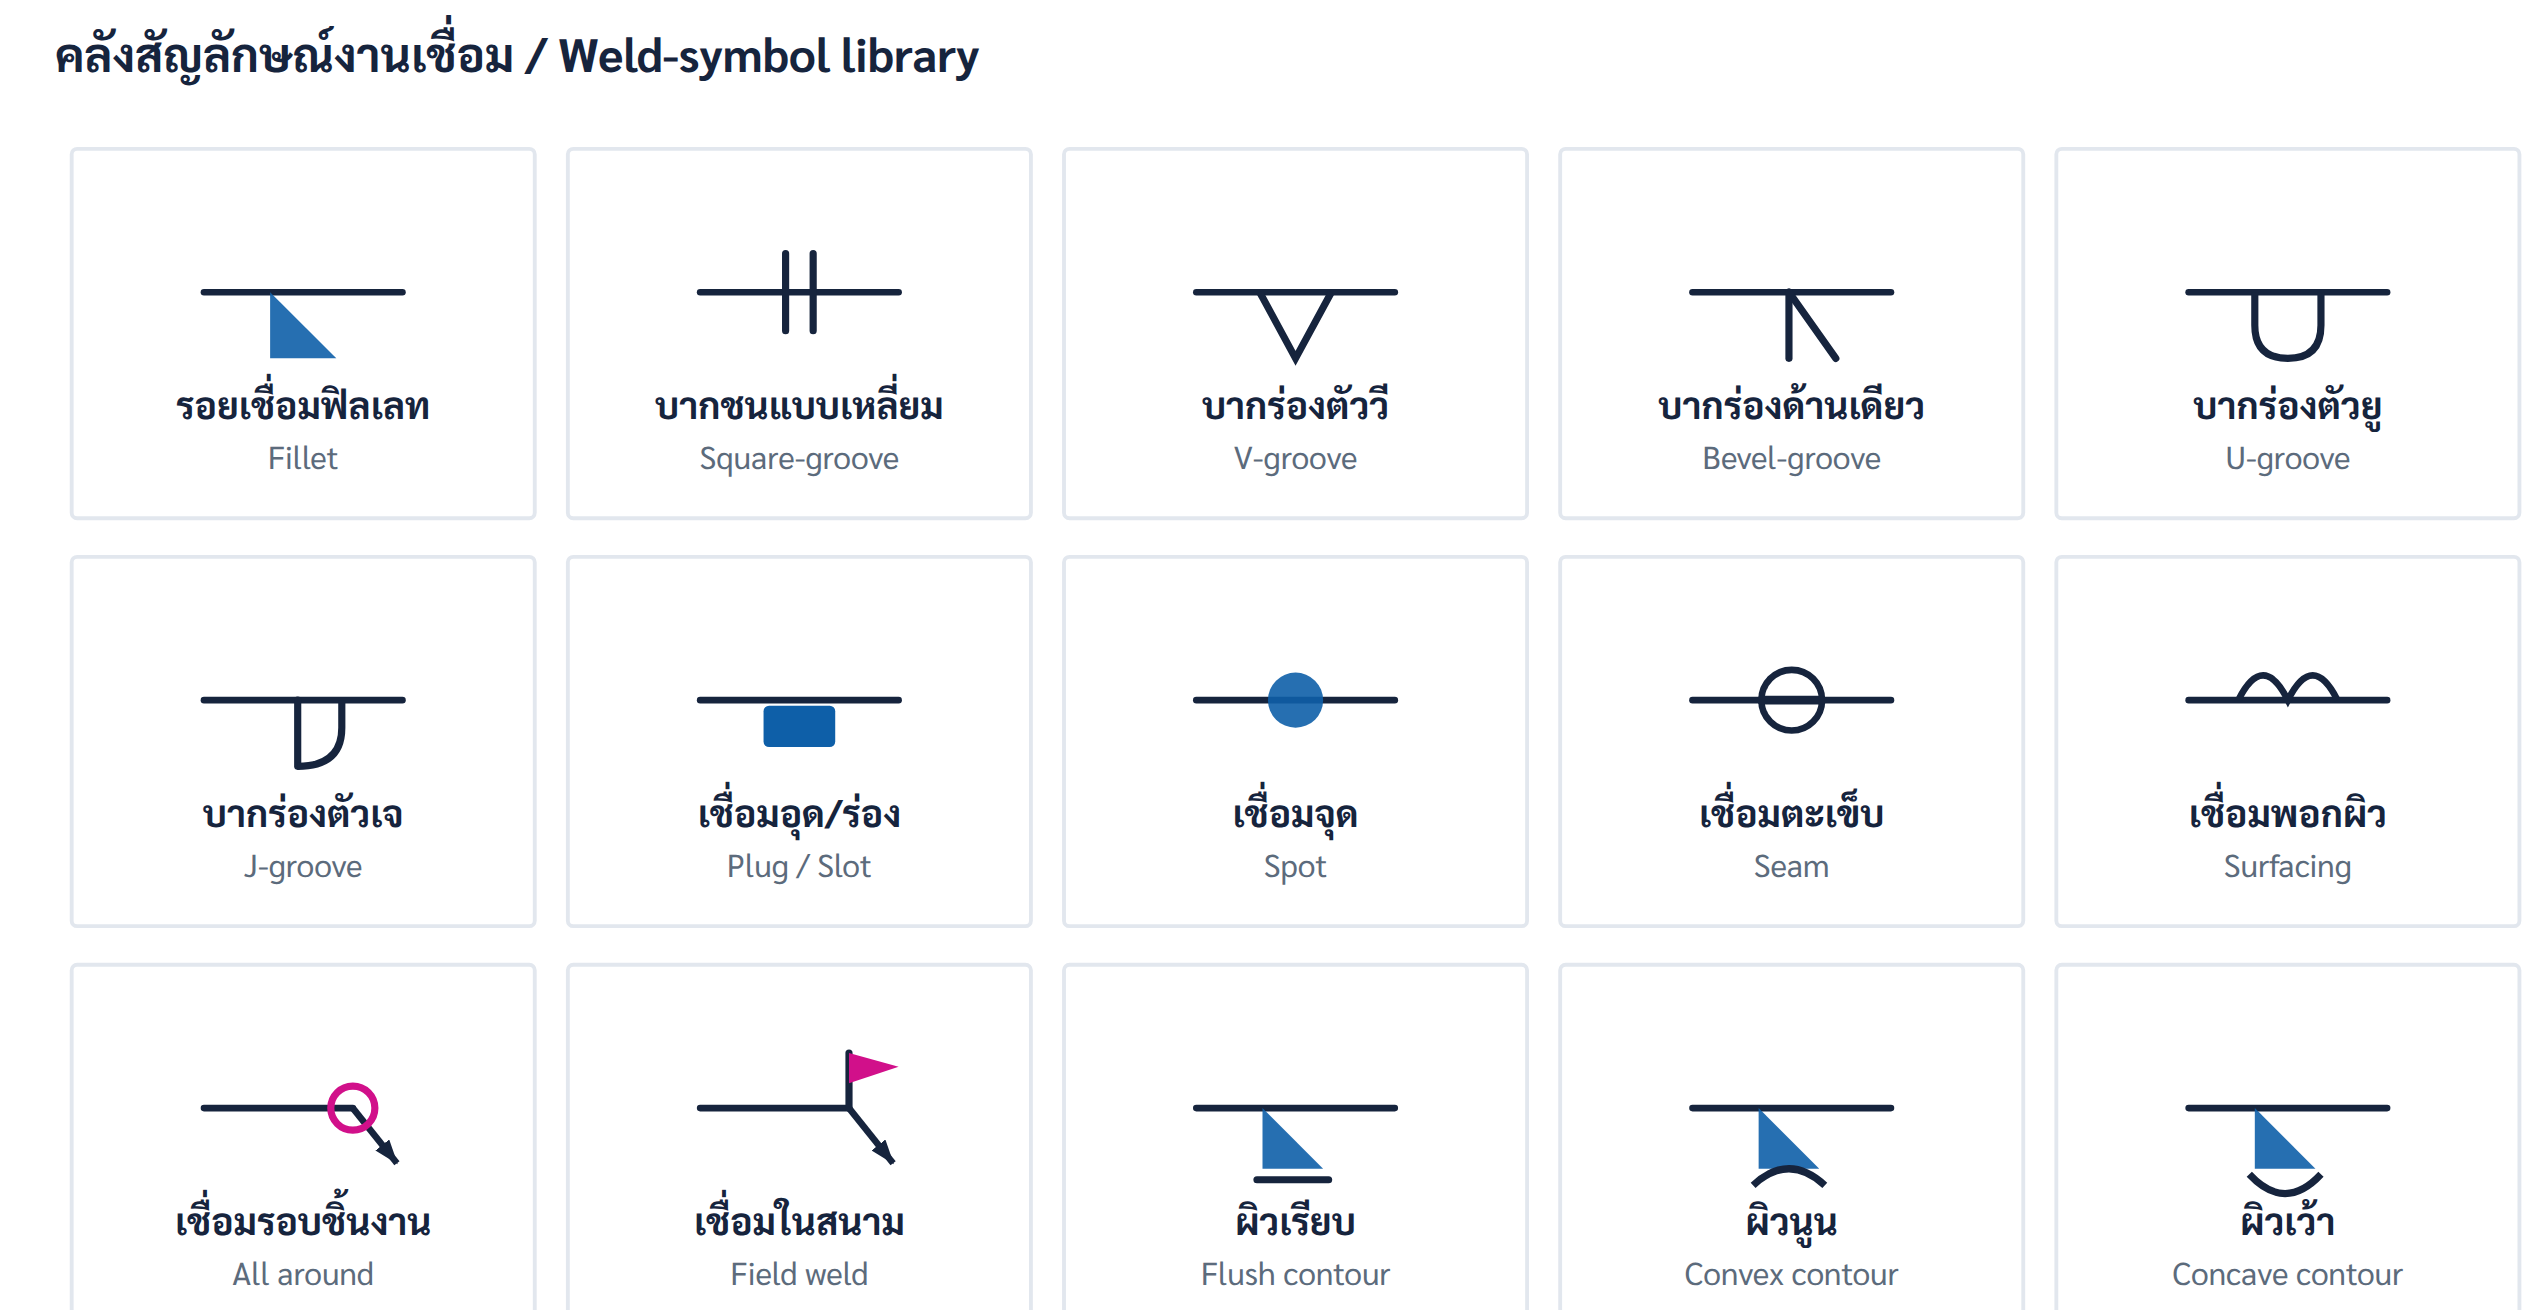 คลังสัญลักษณ์งานเชื่อม / Weld-symbol library
รอยเชื่อมฟิลเลท
Fillet
บากชนแบบเหลี่ยม
Square-groove
บากร่องตัววี
V-groove
บากร่องด้านเดียว
Bevel-groove
บากร่องตัวยู
U-groove
บากร่องตัวเจ
J-groove
เชื่อมอุด/ร่อง
Plug / Slot
เชื่อมจุด
Spot
เชื่อมตะเข็บ
Seam
เชื่อมพอกผิว
Surfacing
เชื่อมรอบชิ้นงาน
All around
เชื่อมในสนาม
Field weld
ผิวเรียบ
Flush contour
ผิวนูน
Convex contour
ผิวเว้า
Concave contour